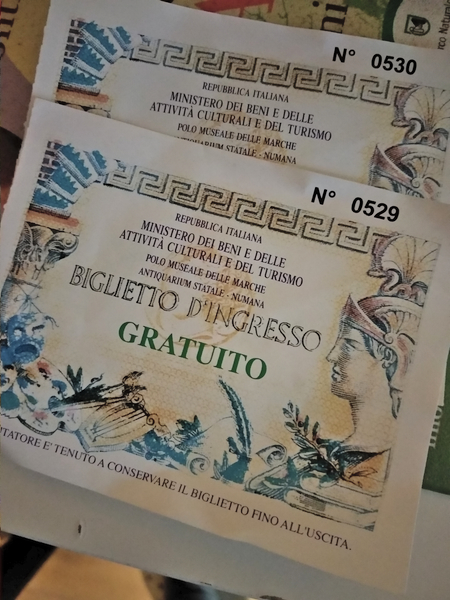 N° 0530
REPUBBLICA ITALIANA
MINISTERO DEI BENI E DELLE
ATTIVITÀ CULTURALI E DEL TURISMO
POLO MUSEALE DELLE MARCHE
ANTIQUARIUM STATALE - NUMANA
N° 0529
REPUBBLICA ITALIANA
MINISTERO DEI BENI E DELLE
ATTIVITÀ CULTURALI E DEL TURISMO
POLO MUSEALE DELLE MARCHE
ANTIQUARIUM STATALE - NUMANA
BIGLIETTO D'INGRESSO
GRATUITO
E' TENUTO A CONSERVARE IL BIGLIETTO FINO ALL'USCITA.